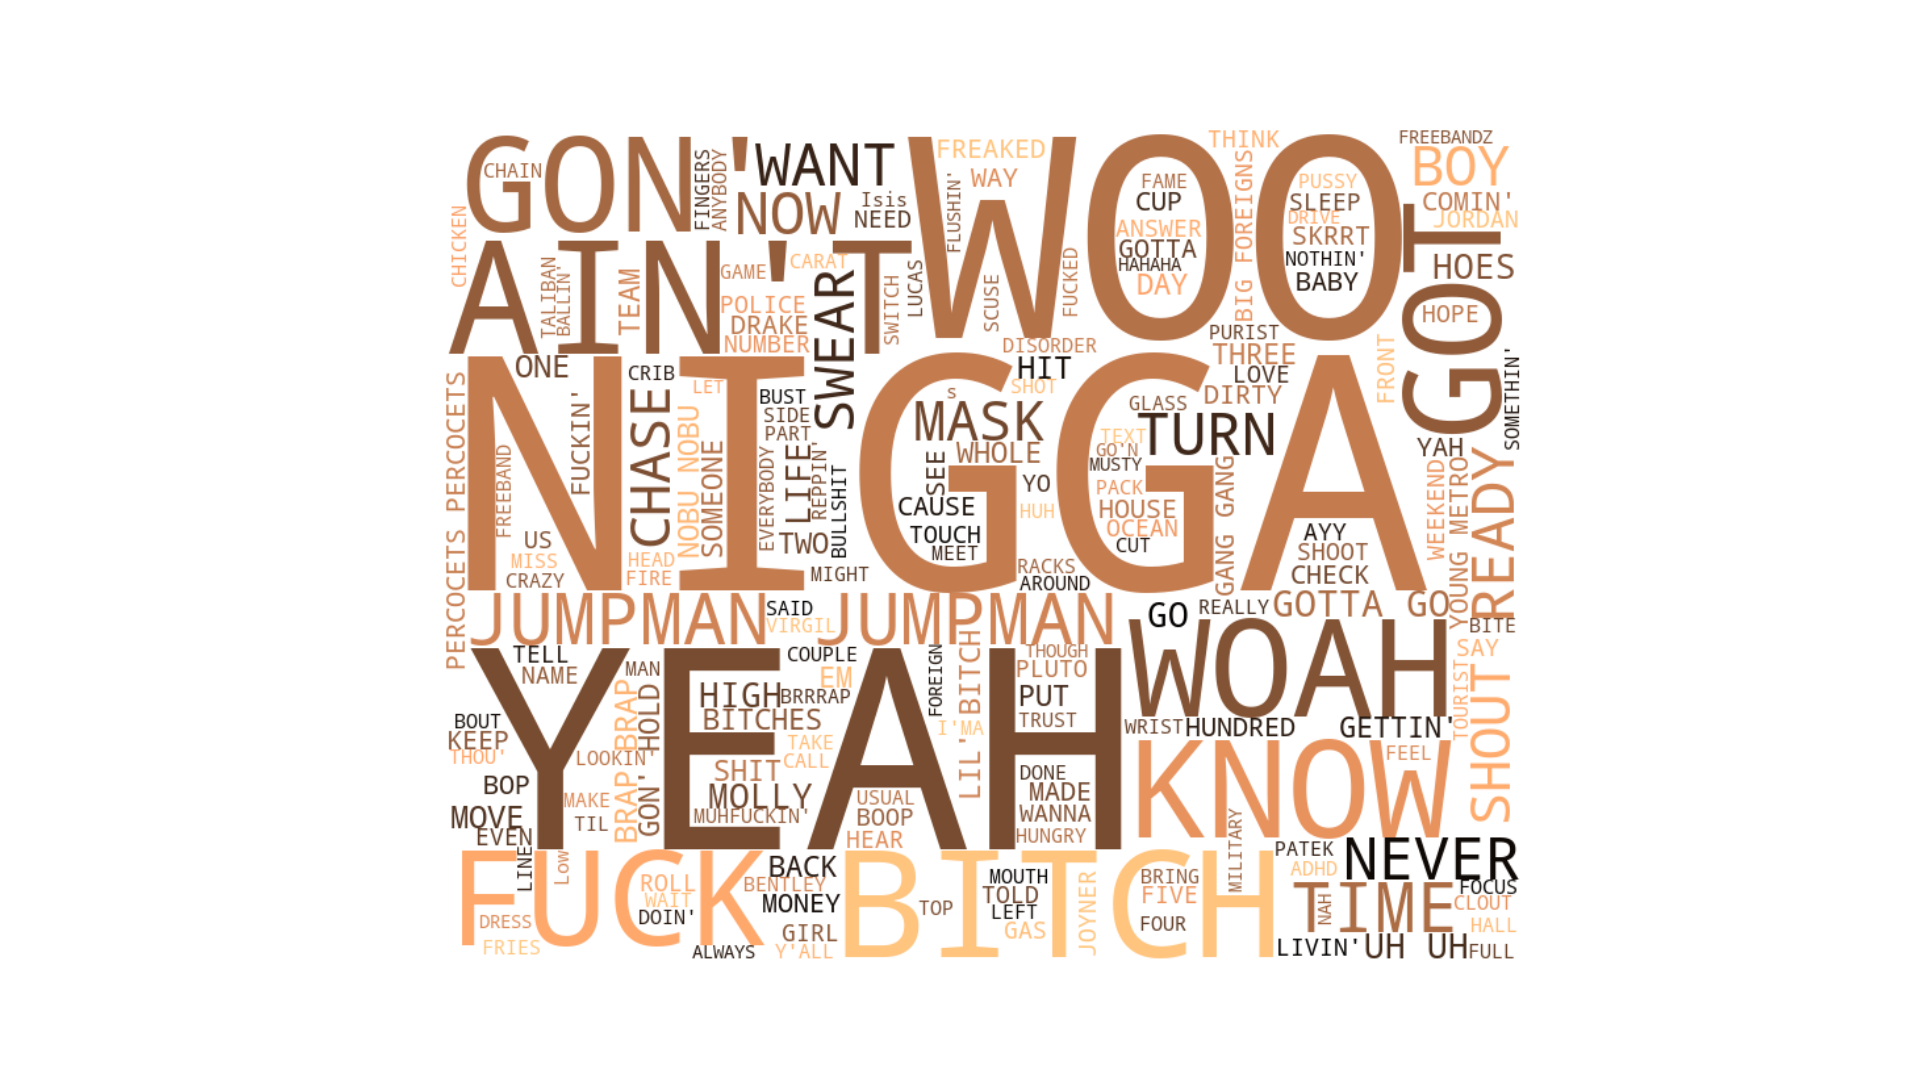 GON'
CHAIN
FINGERS
ANYBODY
WANT
NOW
Isis
NEED
WOO
FREAKED
WAY
FLUSHIN'
SCUSE
FUCKED
FAME
CUP
ANSWER
GOTTA
HAHAHA
DAY
THINK
BIG FOREIGNS
PUSSY
SLEEP
DRIVE
SKRRT
NOTHIN'
BABY
FREEBANDZ
BOY
COMIN'
JORDAN
GOT
HOES
HOPE
CHICKEN
AIN'T
TALIBAN
BALLIN'
TEAM
GAME
CARAT
POLICE
DRAKE
NUMBER
SWEAR
SWITCH
LUCAS
DISORDER
PURIST
THREE
LOVE
DIRTY
FRONT
SOMETHIN'
NIGGA
ONE
CRIB
LET
PERCOCETS PERCOCETS
FREEBAND
FUCKIN'
CHASE
NOBU NOBU
SOMEONE
BUST
SIDE
PART
EVERYBODY
LIFE
REPPIN'
BULLSHIT
TWO
US
MISS
CRAZY
HEAD
FIRE
MIGHT
HIT
SHOT
S
MASK
WHOLE
SEE
YO
CAUSE
HUH
TOUCH
MEET
RACKS
AROUND
GLASS
TURN
TEXT
GO'N
MUSTY
PACK
HOUSE
OCEAN
CUT
GANG GANG
AYY
SHOOT
CHECK
YAH
WEEKEND
YOUNG METRO
READY
JUMPMAN JUMPMAN
SAID
VIRGIL
GO
REALLY
GOTTA GO
BITE
SAY
WOAH
YEAH
TELL
NAME
MAN
COUPLE
EM
HIGH
BRRRAP
BITCHES
FOREIGN
LIL' BITCH
I'MA
THOUGH
PLUTO
PUT
TRUST
WRIST
HUNDRED
GETTIN'
TOURIST
SHOUT
BOUT
KEEP
THOU'
LOOKIN'
BRAP BRAP
GON' HOLD
TAKE
CALL
SHIT
MOLLY
MUHFUCKIN'
USUAL
BOOP
HEAR
DONE
MADE
WANNA
HUNGRY
KNOW
FEEL
BOP
MAKE
MOVE
TIL
EVEN
LINE
Low
MILITARY
PATEK
ADHD
NEVER
FUCK
ROLL
WAIT
DOIN'
DRESS
FRIES
BACK
BENTLEY
MONEY
GIRL
ALWAYS
Y'ALL
BITCH
TOP
MOUTH
TOLD
LEFT
GAS
JOYNER
BRING
FIVE
FOUR
TIME
NAH
FOCUS
CLOUT
HALL
LIVIN'
UH UH
FULL